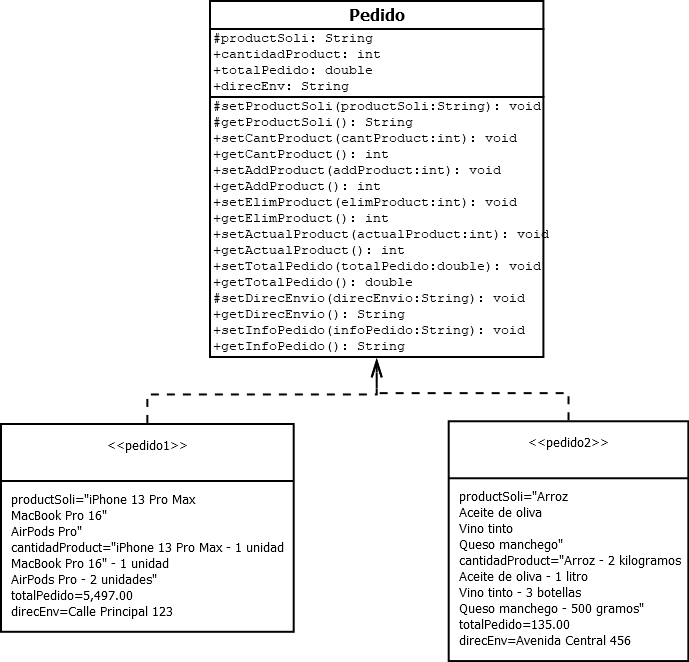 Pedido
#productSoli: String
+cantidadProduct: int
+totalPedido: double
+direcEnv: String
#setProductSoli(productSoli:String): void
#getProductSoli(): String
+setCantProduct(cantProduct:int): void
+getCantProduct(): int
+setAddProduct(addProduct:int): void
+getAddProduct(): int
+setElimProduct(elimProduct:int): void
+getElimProduct(): int
+setActualProduct(actualProduct:int): void
+getActualProduct(): int
+setTotalPedido(totalPedido:double): void
+getTotalPedido(): double
#setDirecEnvio(direcEnvio:String): void
+getDirecEnvio(): String
+setInfoPedido(infoPedido:String): void
+getInfoPedido(): String
<<pedido1>>
productSoli="iPhone 13 Pro Max
MacBook Pro 16"
AirPods Pro"
cantidadProduct="iPhone 13 Pro Max - 1 unidad
MacBook Pro 16" - 1 unidad
AirPods Pro - 2 unidades"
totalPedido=5,497.00
direcEnv=Calle Principal 123
<<pedido2>>
productSoli="Arroz
Aceite de oliva
Vino tinto
Queso manchego"
cantidadProduct="Arroz - 2 kilogramos
Aceite de oliva - 1 litro
Vino tinto - 3 botellas
Queso manchego - 500 gramos"
totalPedido=135.00
direcEnv=Avenida Central 456